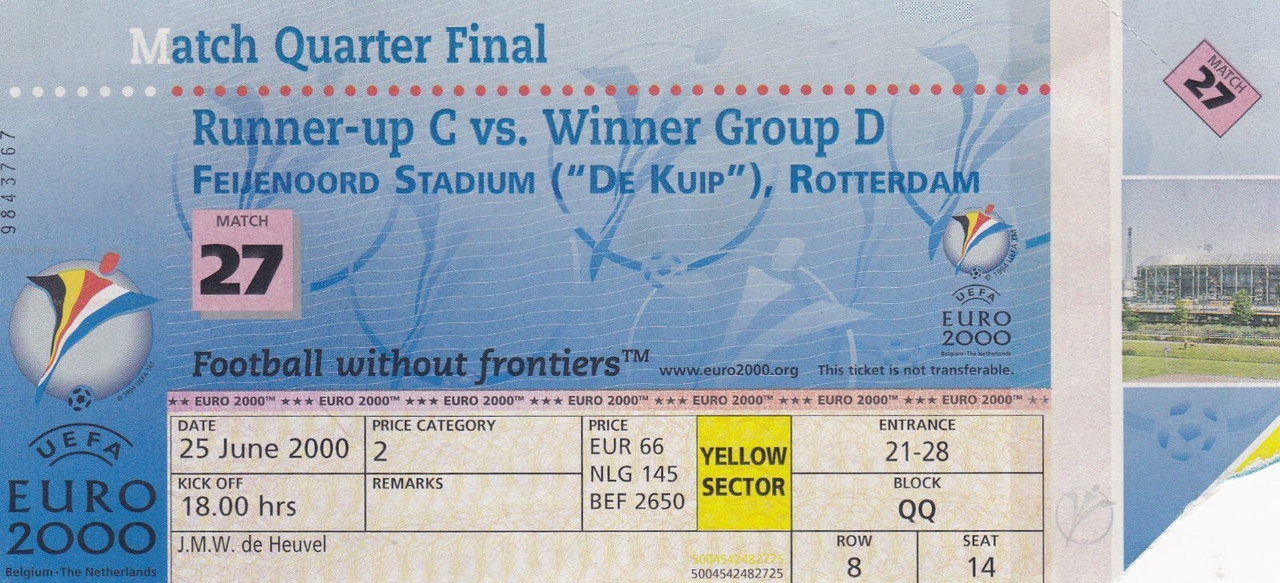 Match Quarter Final
Runner-up C vs. Winner Group D
FEIJENOORD STADIUM ("DE KUIP"), ROTTERDAM
MATCH
27
Football without frontiers™
www.euro2000.org
This ticket is not transferable.
© 1994 UEFA TM
UEFA
EURO
2000
Belgium-The Netherlands
9843767
UEFA
EURO
2000
Belgium - The Netherlands
★★ EURO 2000™ ★★★ EURO 2000™ ★★★ EURO 2000™ ★★★ EURO 2000™ ★★★ EURO 2000™ ★★★ EURO 2000™ ★★★ EURO 2000™ ★★
DATE
25 June 2000
PRICE CATEGORY
2
PRICE
EUR 66
NLG 145
BEF 2650
YELLOW
SECTOR
ENTRANCE
21-28
KICK OFF
18.00 hrs
REMARKS
BLOCK
QQ
J.M.W. de Heuvel
5004542482725
5004542482725
ROW
8
SEAT
14
MATCH
27